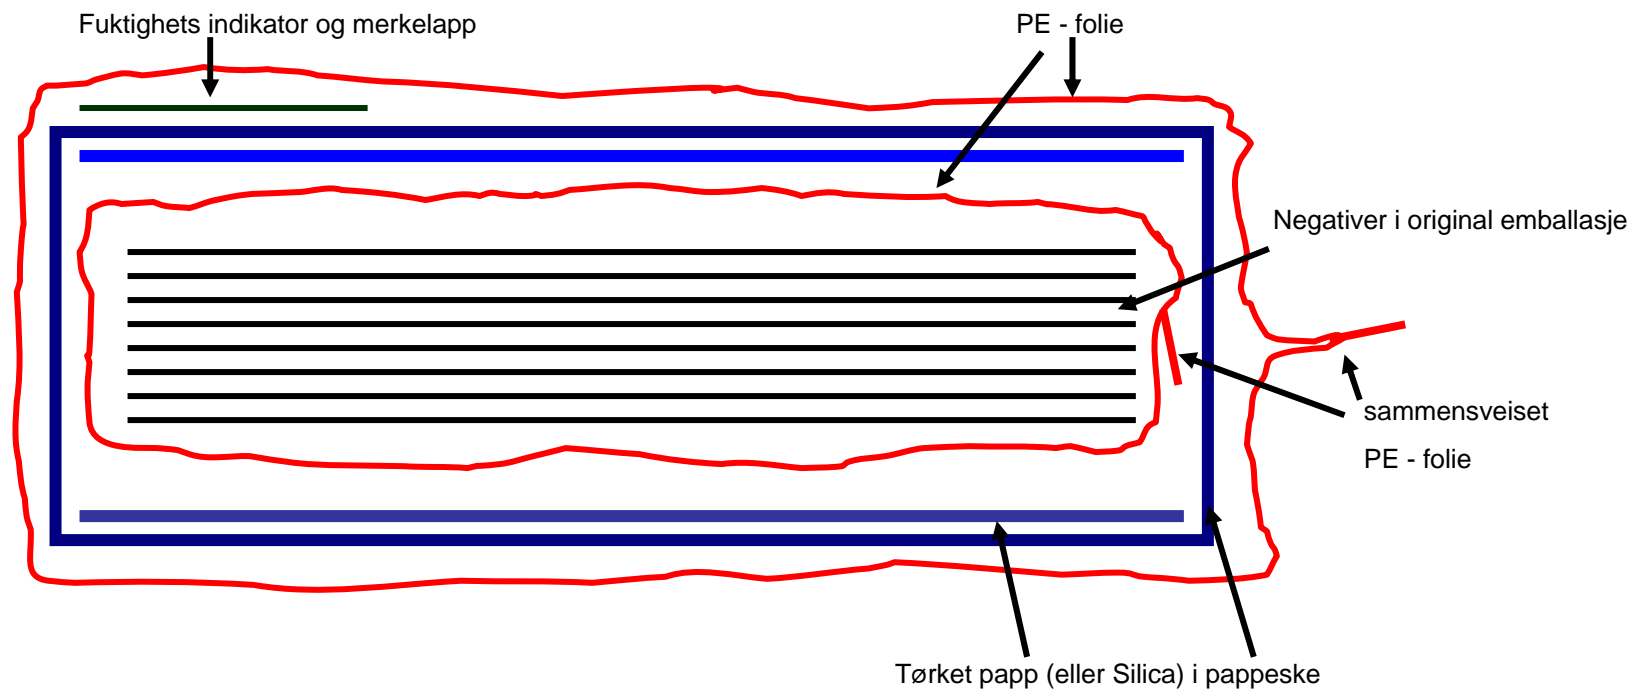 Fuktighets indikator og merkelapp
PE - folie
Negativer i original emballasje
sammensveiset
PE - folie
Tørket papp (eller Silica) i pappeske